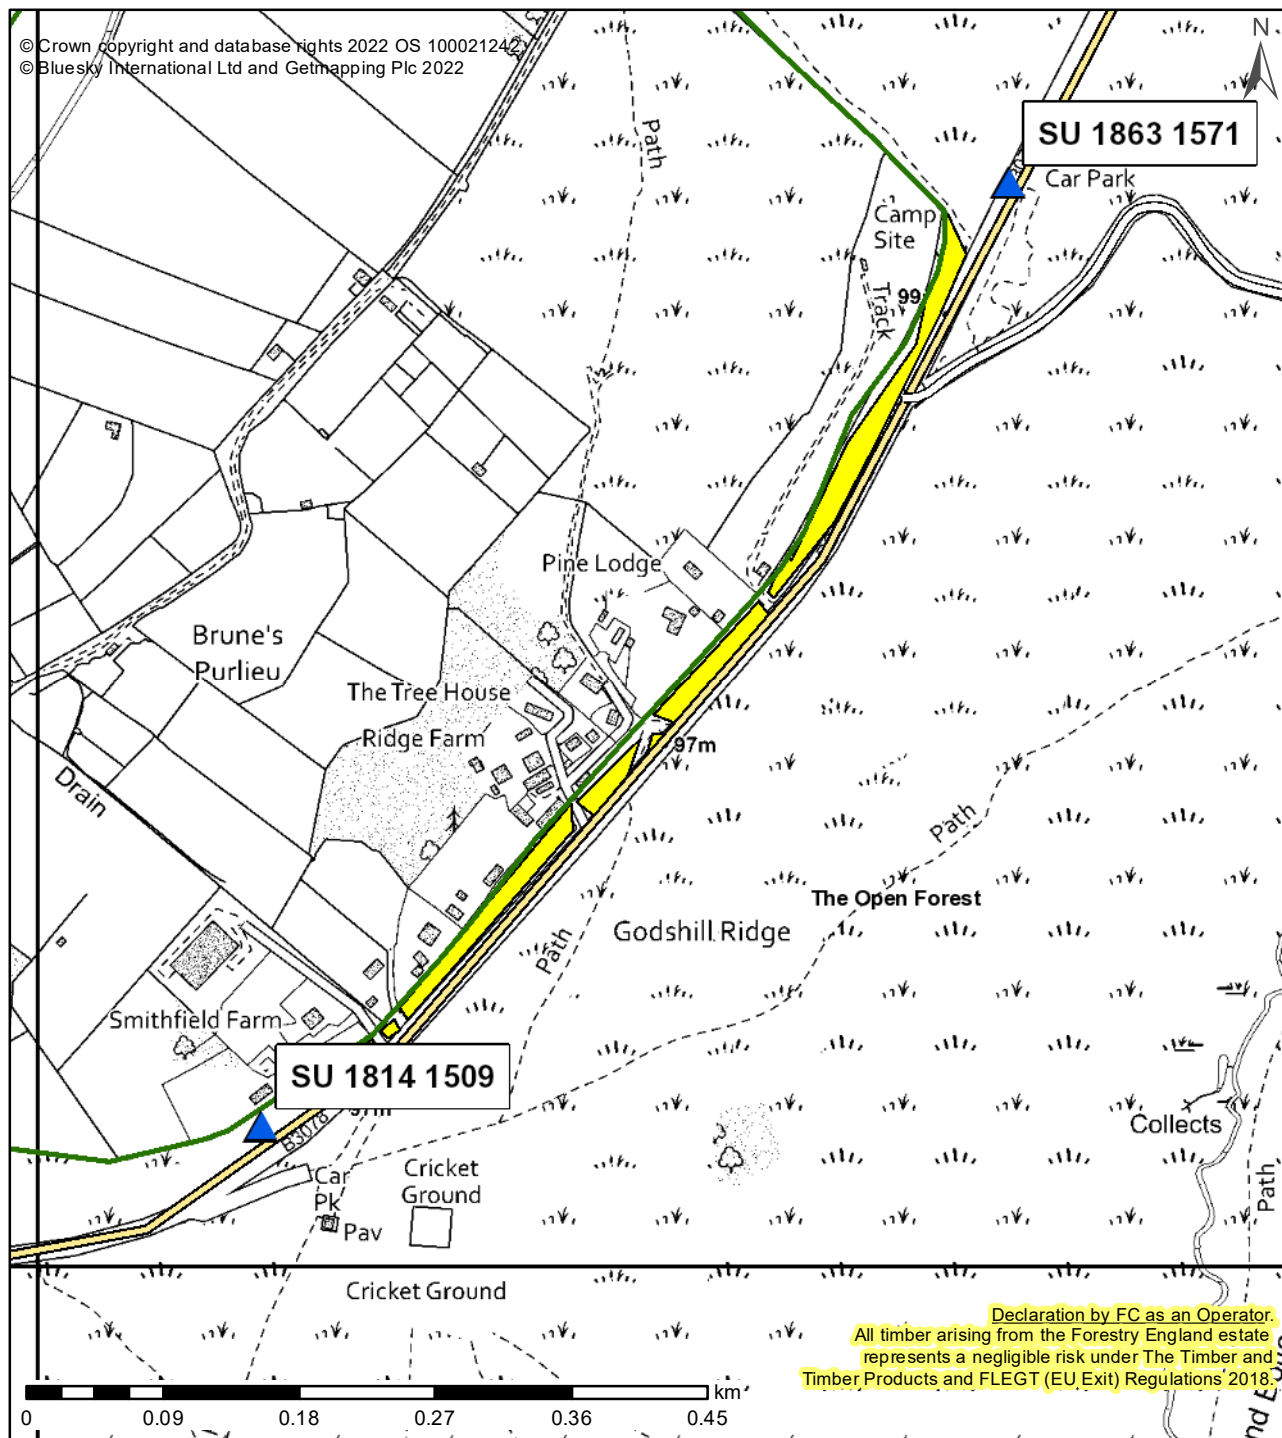 © Crown copyright and database rights 2022 OS 100021242
© Bluesky International Ltd and Getmapping Plc 2022
N
SU 1863 1571
Car Park
Path
Camp
Site
Track
99
Pine Lodge
Brune's
Purlieu
The Tree House
Ridge Farm
97m
Drain
Path
The Open Forest
Godshill Ridge
Path
Smithfield Farm
SU 1814 1509
B3078
Collects
Car
Pk
Cricket
Ground
Path
Pav
Cricket Ground
Declaration by FC as an Operator.
All timber arising from the Forestry England estate
represents a negligible risk under The Timber and
Timber Products and FLEGT (EU Exit) Regulations 2018.
km
0 0.09 0.18 0.27 0.36 0.45